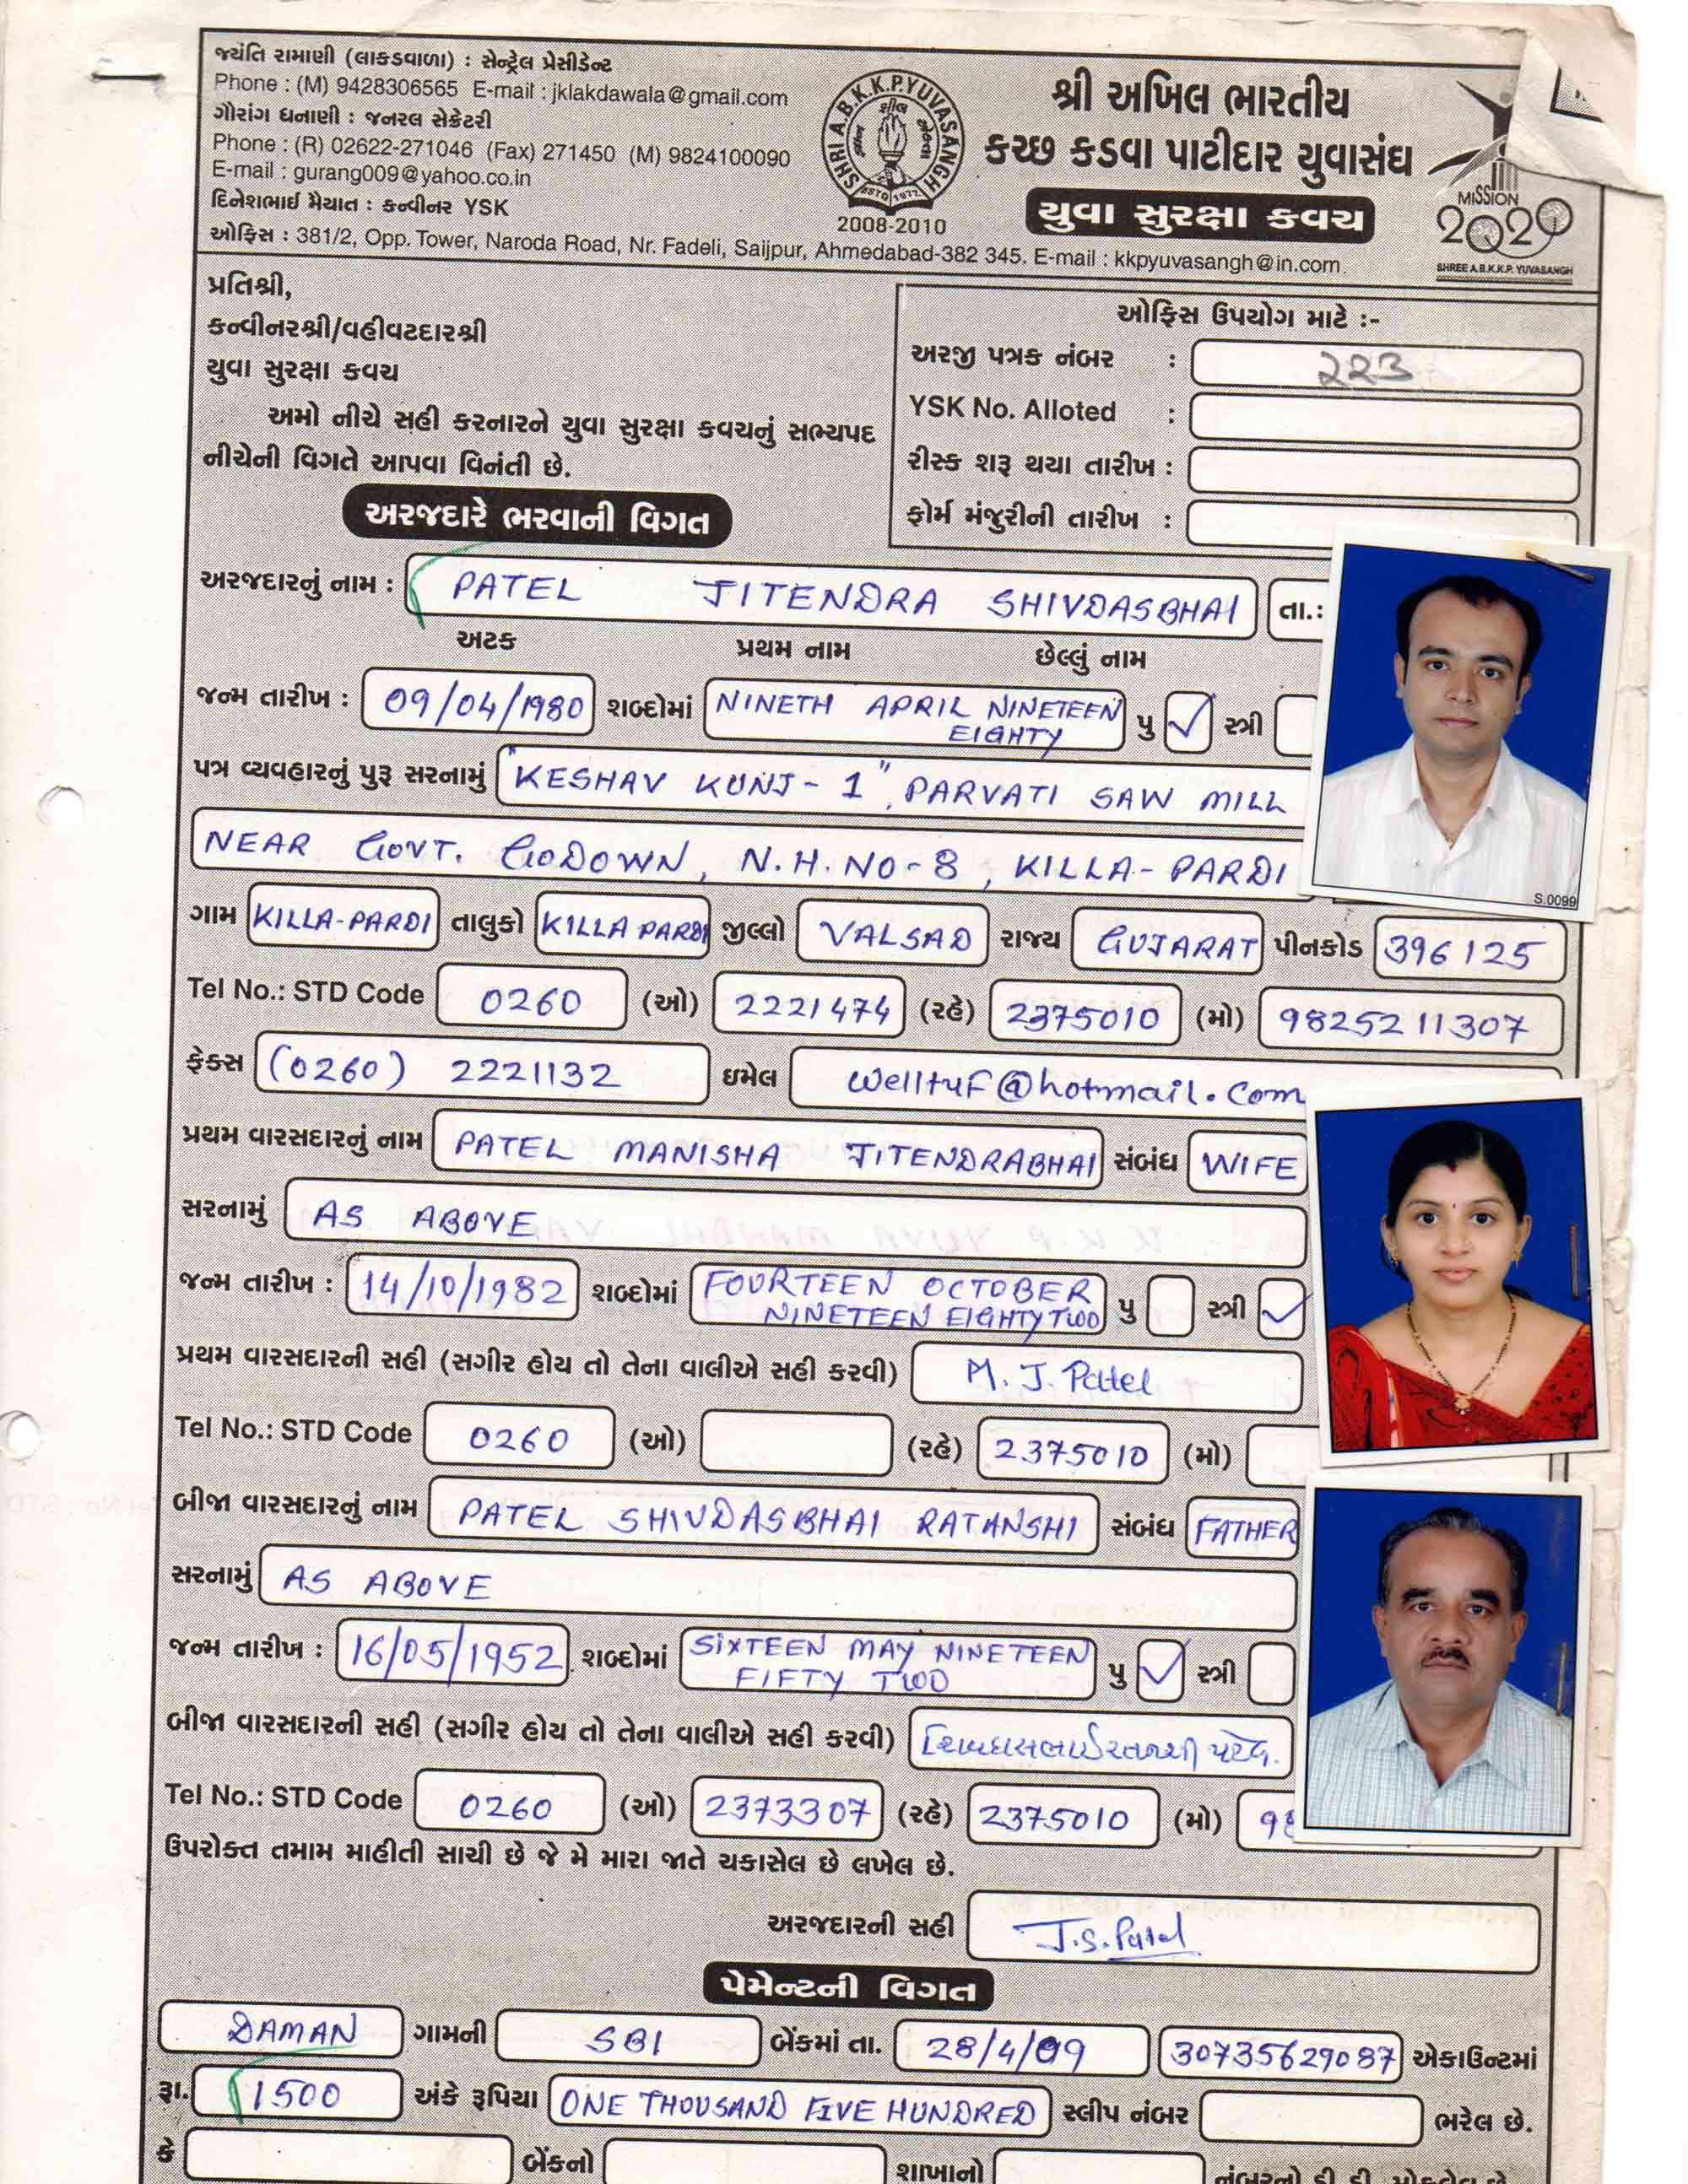 જયંતિ રામાણી (લાકડવાળા) : સેન્ટ્રેલ પ્રેસીડેન્ટ
Phone : (M) 9428306565 E-mail : jklakdawala@gmail.com
ગૌરાંગ ધનાણી : જનરલ સેક્રેટરી
Phone : (R) 02622-271046 (Fax) 271450 (M) 9824100090
E-mail : gurang009@yahoo.co.in
દિનેશભાઈ મૈયાત : કન્વીનર YSK
ઓફિસ : 381/2, Opp. Tower, Naroda Road, Nr. Fadeli, Saijpur, Ahmedabad-382 345. E-mail : kkpyuvasangh@in.com.
SHRI A.B.K.K.P. YUVASANGH
ESTD 1977
2008-2010
શ્રી અખિલ ભારતીય
કચ્છ કડવા પાટીદાર યુવાસંઘ
યુવા સુરક્ષા કવચ
MISSION
2020
SHREE A.B.K.K.P. YUVASANGH
પ્રતિશ્રી,
કન્વીનરશ્રી/વહીવટદારશ્રી
યુવા સુરક્ષા કવચ
અમો નીચે સહી કરનારને યુવા સુરક્ષા કવચનું સભ્યપદ
નીચેની વિગતે આપવા વિનંતી છે.
ઓફિસ ઉપયોગ માટે :-
અરજી પત્રક નંબર : 223
YSK No. Alloted :
રીસ્ક શરૂ થયા તારીખ :
ફોર્મ મંજુરીની તારીખ :
અરજદારે ભરવાની વિગત
અરજદારનું નામ : PATEL JITENDRA SHIVDASBHAI તા.:
અટક પ્રથમ નામ છેલ્લું નામ
જન્મ તારીખ : 09/04/1980 શબ્દોમાં NINETH APRIL NINETEEN EIGHTY પુ ✓ સ્ત્રી
પત્ર વ્યવહારનું પુરૂ સરનામું "KESHAV KUNJ - 1", PARVATI SAW MILL
NEAR GOVT. GODOWN, N.H. NO-8, KILLA-PARDI
ગામ KILLA-PARDI તાલુકો KILLA PARDI જીલ્લો VALSAD રાજ્ય GUJARAT પીનકોડ 396125
Tel No.: STD Code 0260 (ઓ) 2221474 (રહે) 2375010 (મો) 9825211307
ફેક્સ (0260) 2221132 ઇમેલ welltuf@hotmail.com
પ્રથમ વારસદારનું નામ PATEL MANISHA JITENDRABHAI સંબંધ WIFE
સરનામું AS ABOVE
જન્મ તારીખ : 14/10/1982 શબ્દોમાં FOURTEEN OCTOBER NINETEEN EIGHTY TWO પુ સ્ત્રી ✓
પ્રથમ વારસદારની સહી (સગીર હોય તો તેના વાલીએ સહી કરવી) M. J. Patel
Tel No.: STD Code 0260 (ઓ) (રહે) 2375010 (મો)
બીજા વારસદારનું નામ PATEL SHIVDASBHAI RATANSHI સંબંધ FATHER
સરનામું AS ABOVE
જન્મ તારીખ : 16/05/1952 શબ્દોમાં SIXTEEN MAY NINETEEN FIFTY TWO પુ ✓ સ્ત્રી
બીજા વારસદારની સહી (સગીર હોય તો તેના વાલીએ સહી કરવી) શિવદાસભાઈ રતનશી પટેલ.
Tel No.: STD Code 0260 (ઓ) 2373307 (રહે) 2375010 (મો) 98
ઉપરોક્ત તમામ માહીતી સાચી છે જે મે મારા જાતે ચકાસેલ છે લખેલ છે.
અરજદારની સહી J.S. Patel
પેમેન્ટની વિગત
DAMAN ગામની SBI બેંકમાં તા. 28/4/09 30735629087 એકાઉન્ટમાં
રૂા. 1500 અંકે રૂપિયા ONE THOUSAND FIVE HUNDRED સ્લીપ નંબર ભરેલ છે.
કે બેંકનો શાખાનો
S.0099